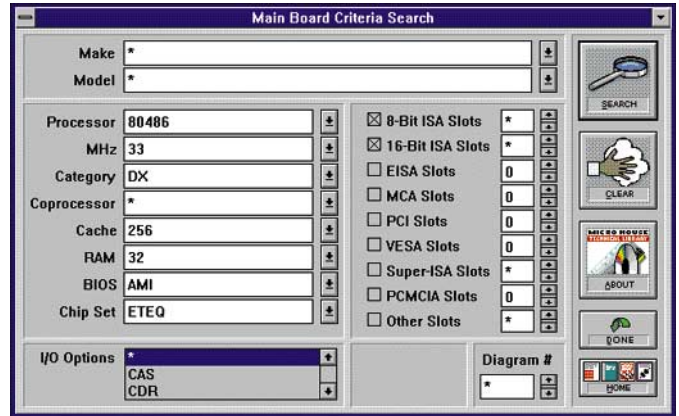 Main Board Criteria Search
Make *
Model *
Processor 80486
MHz 33
Category DX
Coprocessor *
Cache 256
RAM 32
BIOS AMI
Chip Set ETEQ
I/O Options *
CAS
CDR
8-Bit ISA Slots *
16-Bit ISA Slots *
EISA Slots 0
MCA Slots 0
PCI Slots 0
VESA Slots 0
Super-ISA Slots *
PCMCIA Slots 0
Other Slots *
Diagram #
*
SEARCH
CLEAR
MICRO HOUSE
TECHNICAL LIBRARY
ABOUT
DONE
HOME